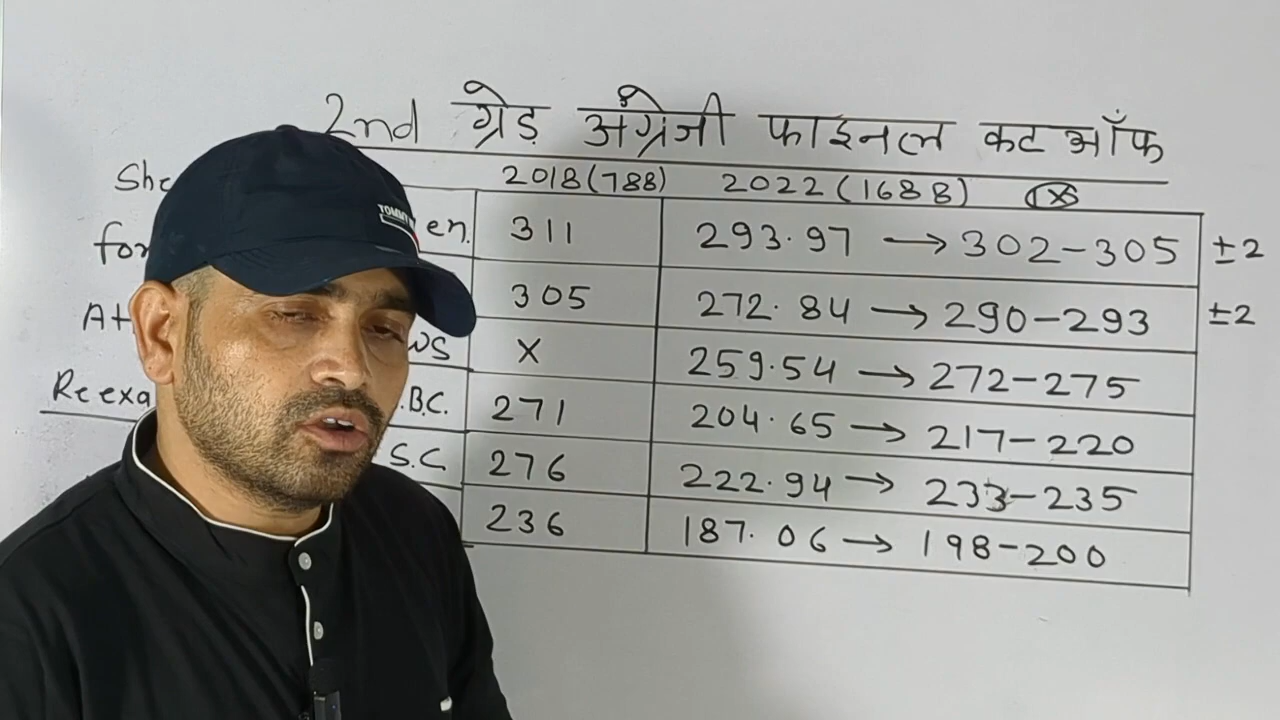 2nd ग्रेड़ अंग्रेजी फाइनल कट ऑफ
2018(788) 2022(1688)
311 293.97 → 302-305 ±2
305 272.84 → 290-293 ±2
X 259.54 → 272-275
.B.C. 271 204.65 → 217-220
S.C 276 222.94 → 233-235
236 187.06 → 198-200
TOMMY